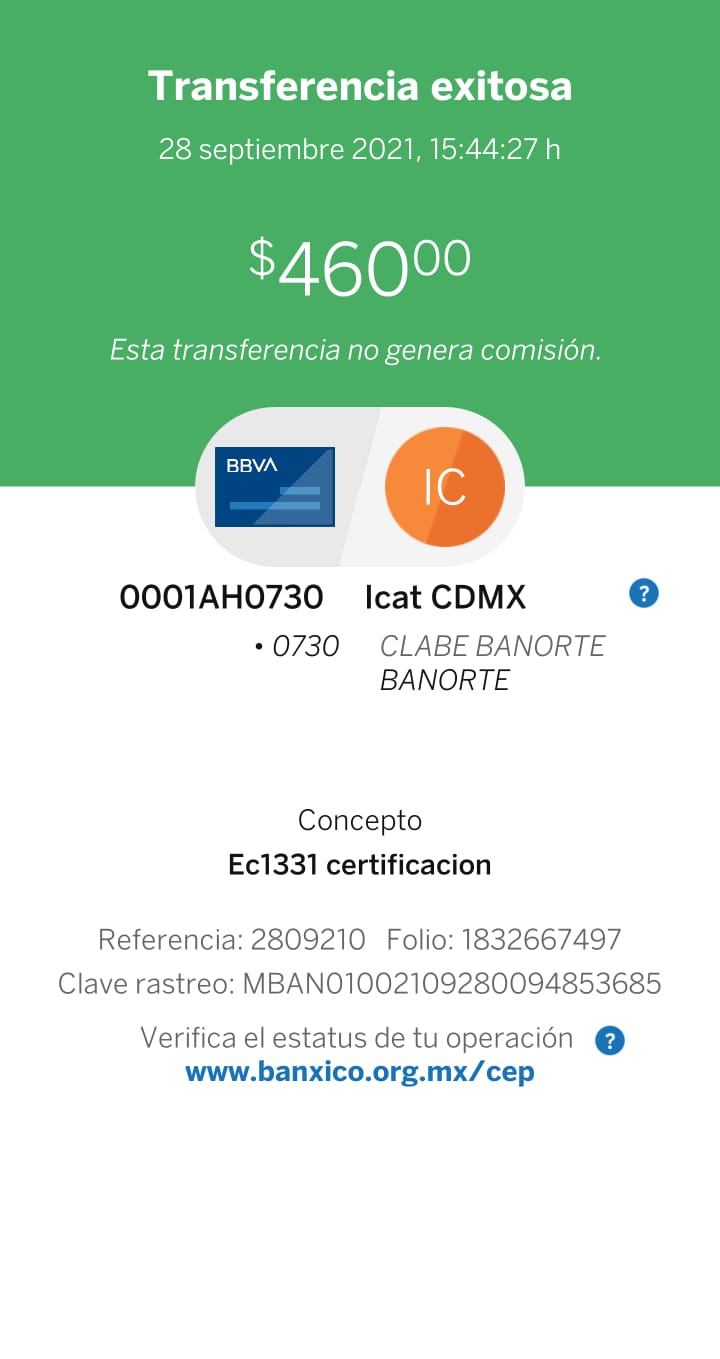 Transferencia exitosa
28 septiembre 2021, 15:44:27 h
$46000
Esta transferencia no genera comisión.
BBVA
IC
0001AH0730 Icat CDMX ?
• 0730 CLABE BANORTE
BANORTE
Concepto
Ec1331 certificacion
Referencia: 2809210 Folio: 1832667497
Clave rastreo: MBAN01002109280094853685
Verifica el estatus de tu operación ?
www.banxico.org.mx/cep